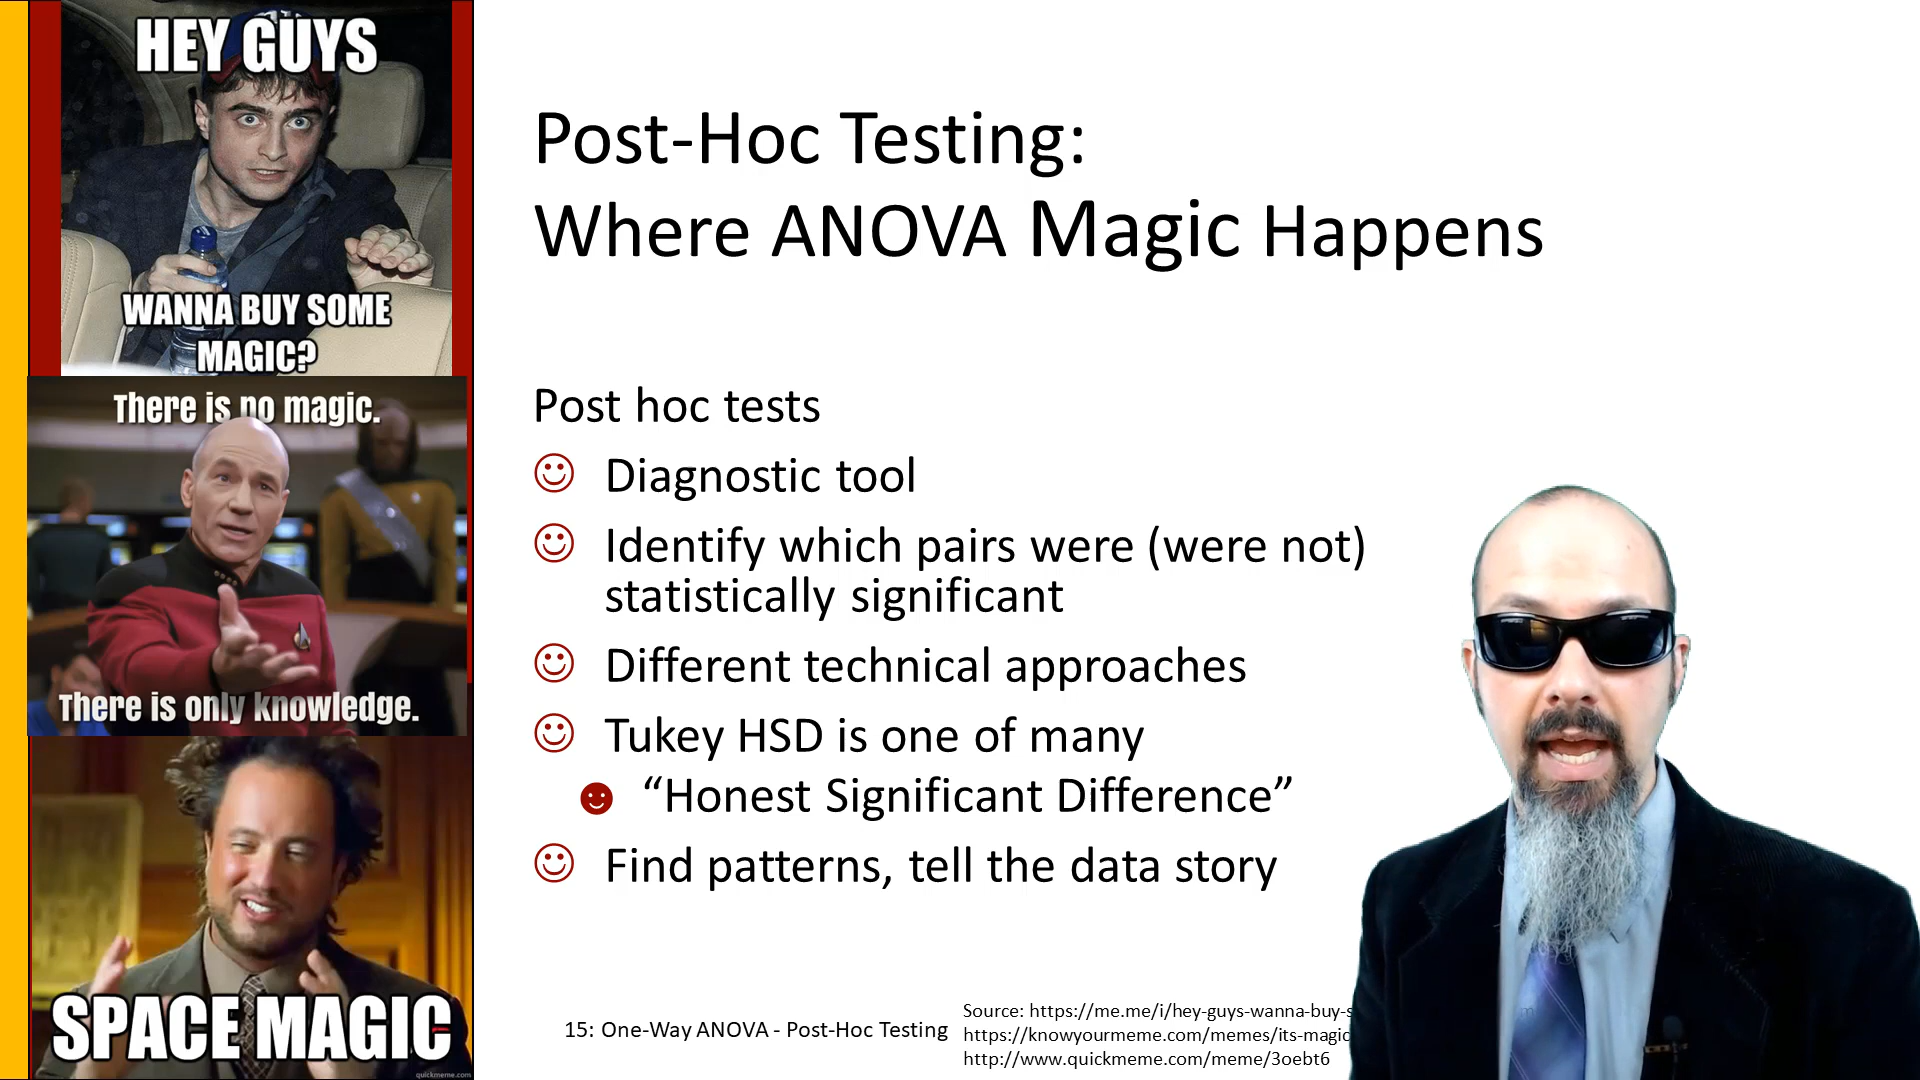 HEY GUYS
WANNA BUY SOME
MAGIC?
There is no magic.
There is only knowledge.
SPACE MAGIC
quickmeme.com
Post-Hoc Testing:
Where ANOVA Magic Happens
Post hoc tests
Diagnostic tool
Identify which pairs were (were not)
statistically significant
Different technical approaches
Tukey HSD is one of many
“Honest Significant Difference”
Find patterns, tell the data story
15: One-Way ANOVA - Post-Hoc Testing
Source: https://me.me/i/hey-guys-wanna-buy-s
https://knowyourmeme.com/memes/its-magic
http://www.quickmeme.com/meme/3oebt6